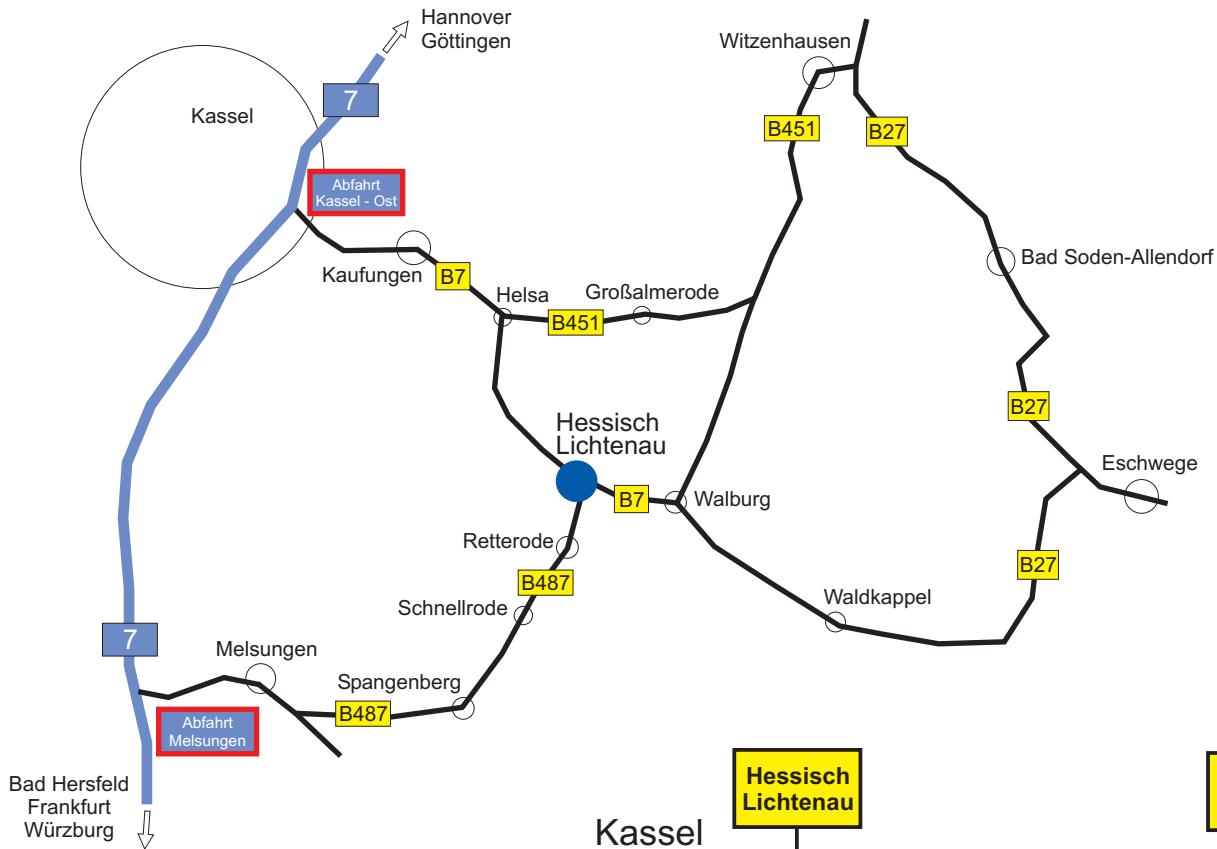 Hannover
Göttingen
Witzenhausen
7
Kassel
B451
B27
Abfahrt
Kassel - Ost
Kaufungen
B7
Bad Soden-Allendorf
Helsa
Großalmerode
B451
B27
Hessisch
Lichtenau
Eschwege
B7
Walburg
Retterode
B27
B487
Schnellrode
Waldkappel
7
Melsungen
Spangenberg
B487
Abfahrt
Melsungen
Bad Hersfeld
Frankfurt
Würzburg
Hessisch
Lichtenau
Kassel